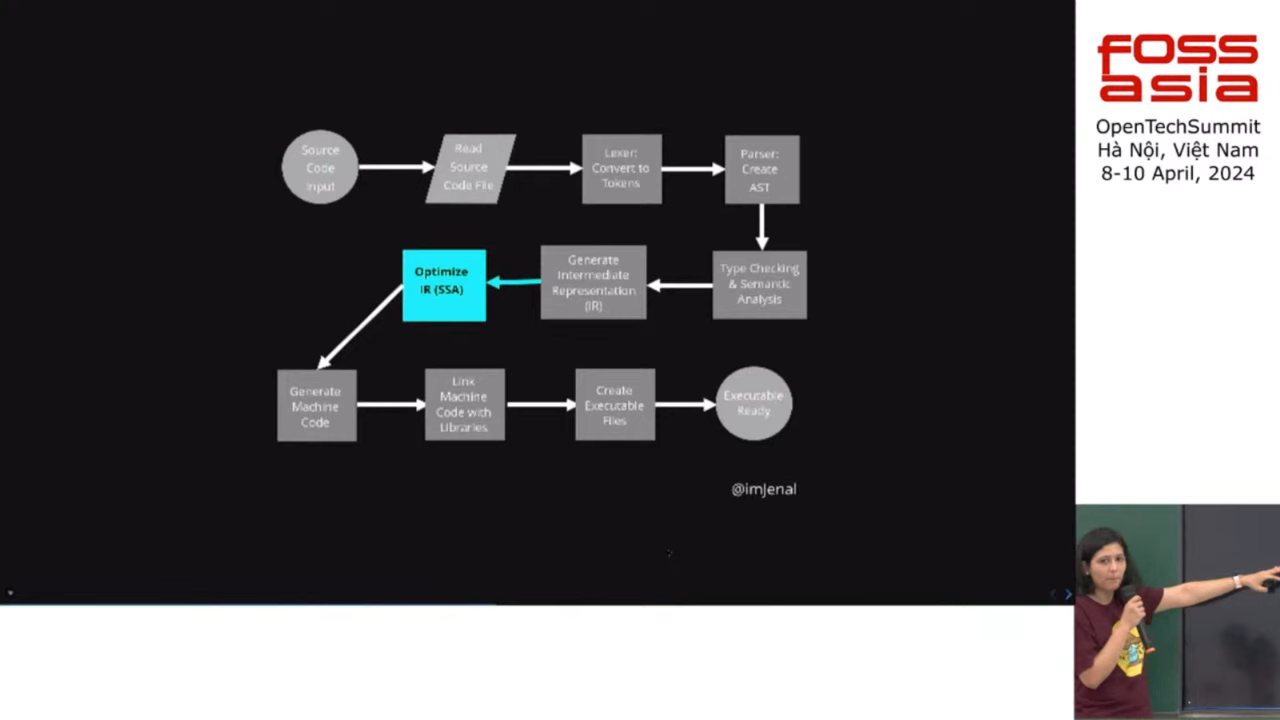 Source
Code
Input
Read
Source
Code File
Lexer:
Convert to
Tokens
Parser:
Create
AST
Optimize
IR (SSA)
Generate
Intermediate
Representation
(IR)
Type Checking
& Semantic
Analysis
Generate
Machine
Code
Link
Machine
Code with
Libraries
Create
Executable
Files
Executable
Ready
@imJenal
FOSS
asia
OpenTechSummit
Hà Nội, Việt Nam
8-10 April, 2024